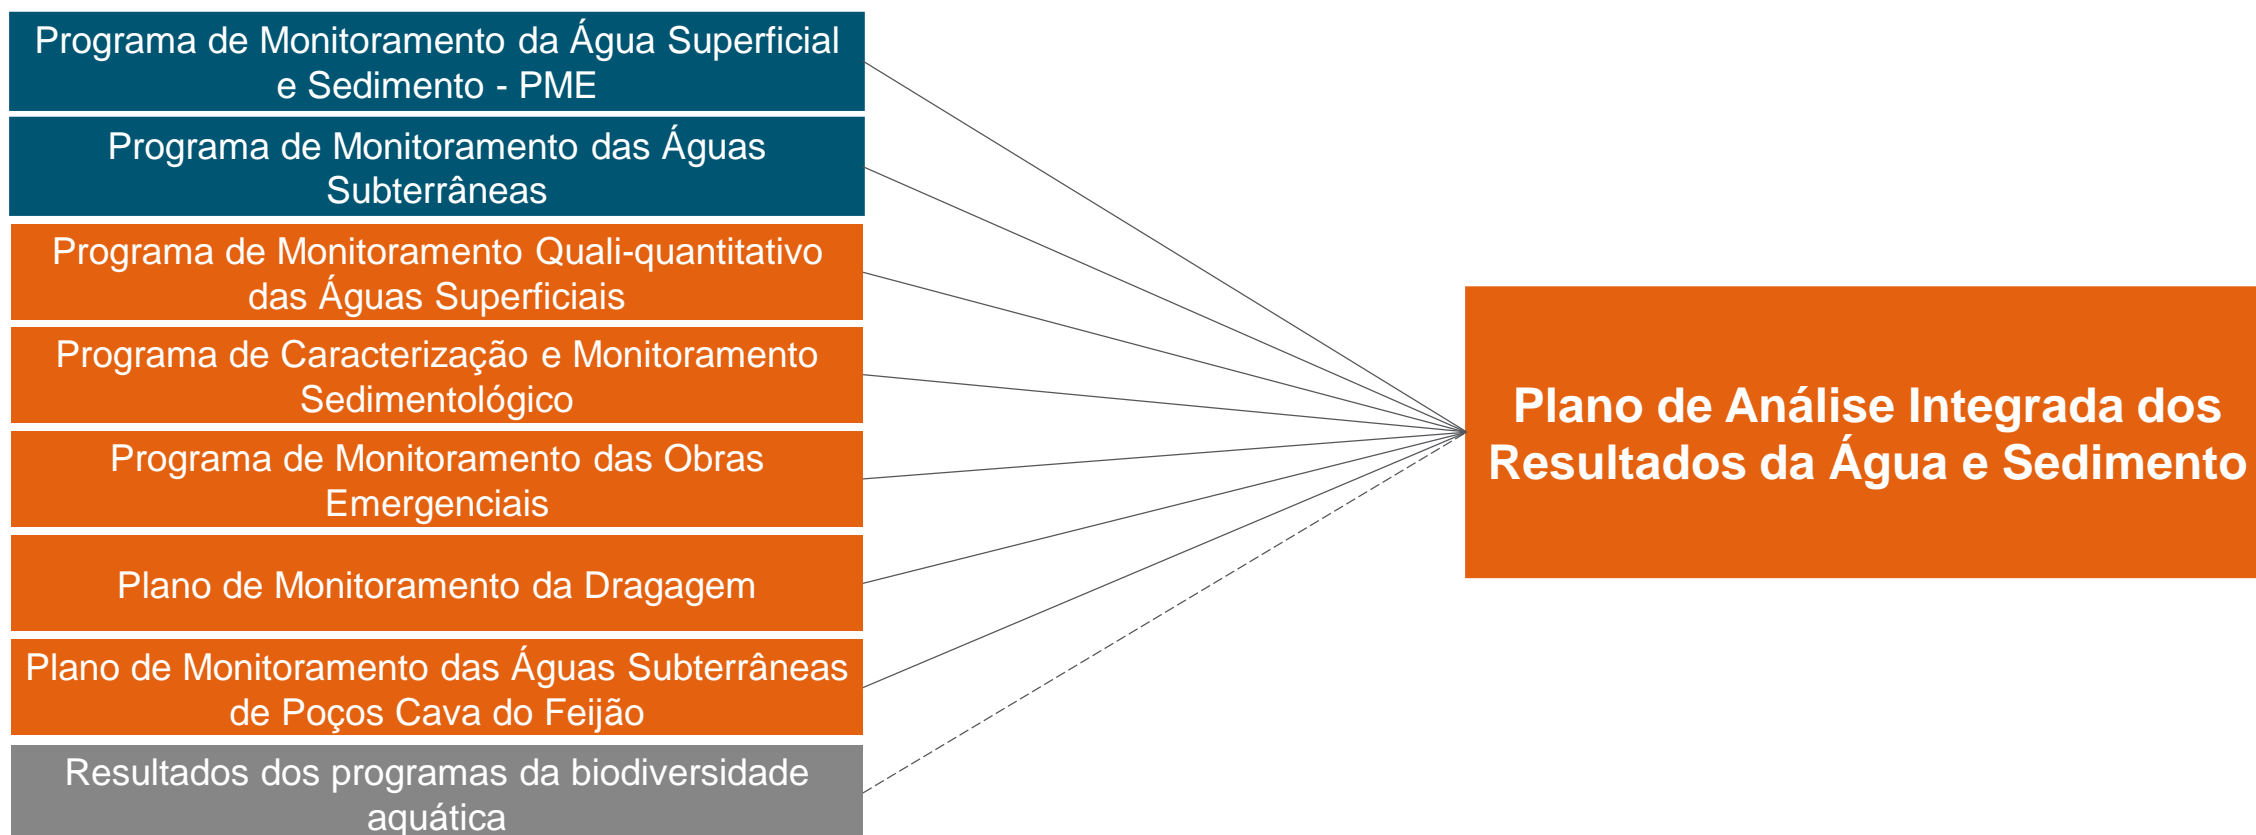 Programa de Monitoramento da Água Superficial
e Sedimento - PME
Programa de Monitoramento das Águas
Subterrâneas
Programa de Monitoramento Quali-quantitativo
das Águas Superficiais
Programa de Caracterização e Monitoramento
Sedimentológico
Programa de Monitoramento das Obras
Emergenciais
Plano de Monitoramento da Dragagem
Plano de Monitoramento das Águas Subterrâneas
de Poços Cava do Feijão
Resultados dos programas da biodiversidade
aquática
Plano de Análise Integrada dos
Resultados da Água e Sedimento